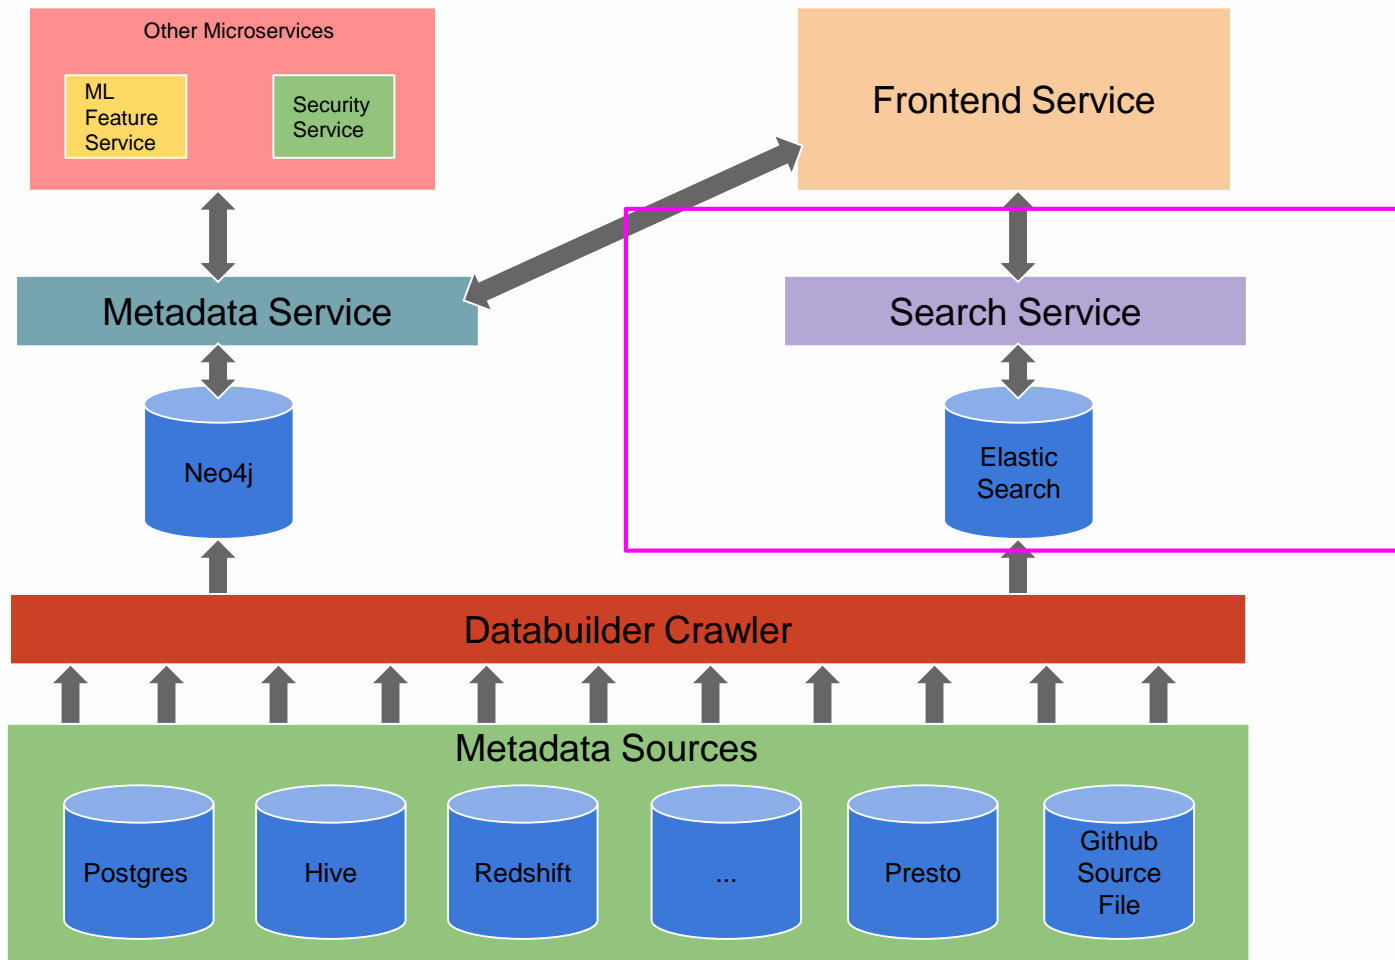 Other Microservices
ML
Feature
Service
Security
Service
Frontend Service
Metadata Service
Search Service
Neo4j
Elastic
Search
Databuilder Crawler
Metadata Sources
Postgres
Hive
Redshift
...
Presto
Github
Source
File